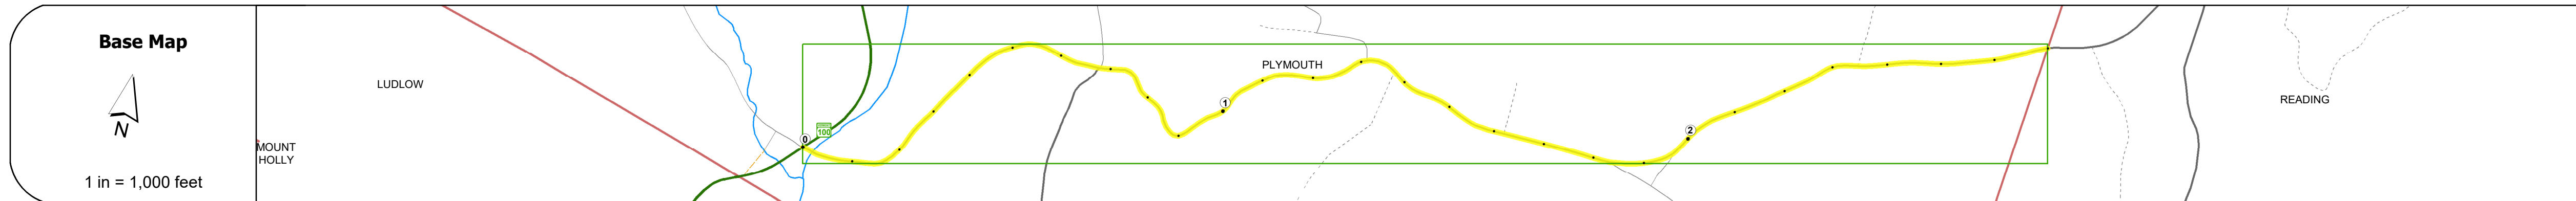 Base Map
N
1 in = 1,000 feet
LUDLOW
MOUNT
HOLLY
0
100
1
PLYMOUTH
2
READING